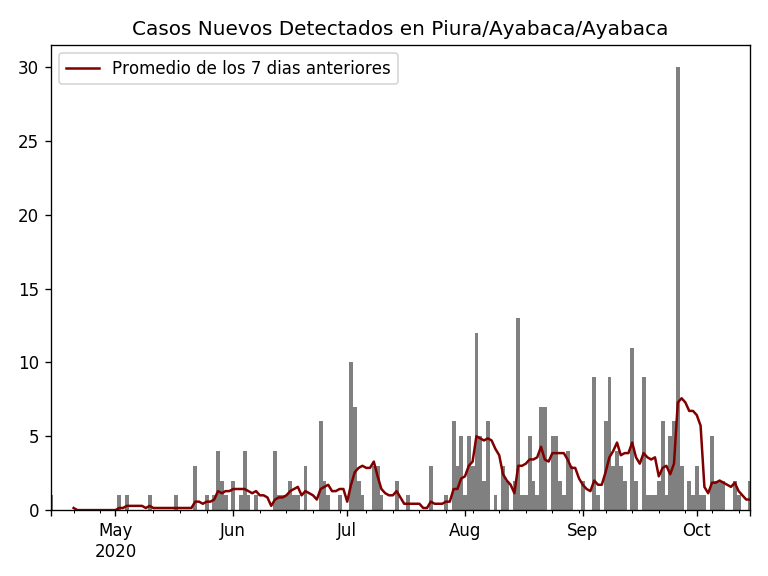 Casos Nuevos Detectados en Piura/Ayabaca/Ayabaca
Promedio de los 7 dias anteriores
30
25
20
15
10
5
0
May Jun Jul Aug Sep Oct
2020